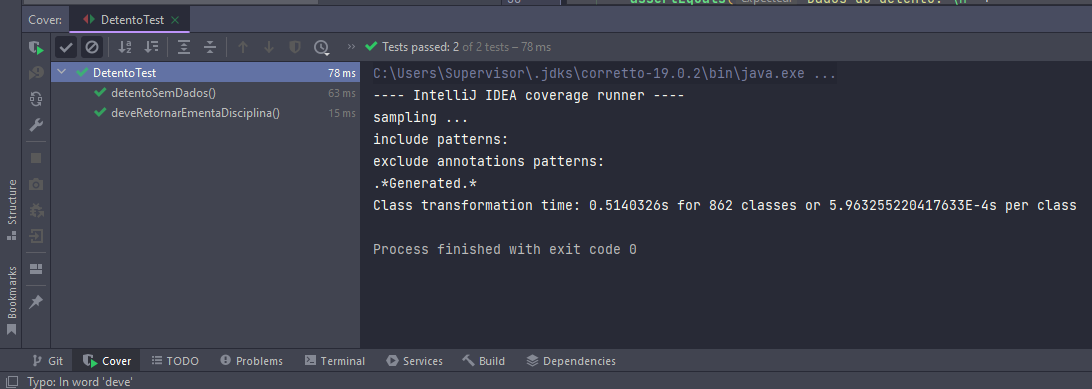 Cover: DetentoTest
Tests passed: 2 of 2 tests – 78 ms
DetentoTest 78 ms
detentoSemDados() 63 ms
deveRetornarEmentaDisciplina() 15 ms
C:\Users\Supervisor\.jdks\corretto-19.0.2\bin\java.exe ...
---- IntelliJ IDEA coverage runner ----
sampling ...
include patterns:
exclude annotations patterns:
.*Generated.*
Class transformation time: 0.5140326s for 862 classes or 5.963255220417633E-4s per class
Process finished with exit code 0
Structure
Bookmarks
Git Cover TODO Problems Terminal Services Build Dependencies
Typo: In word 'deve'